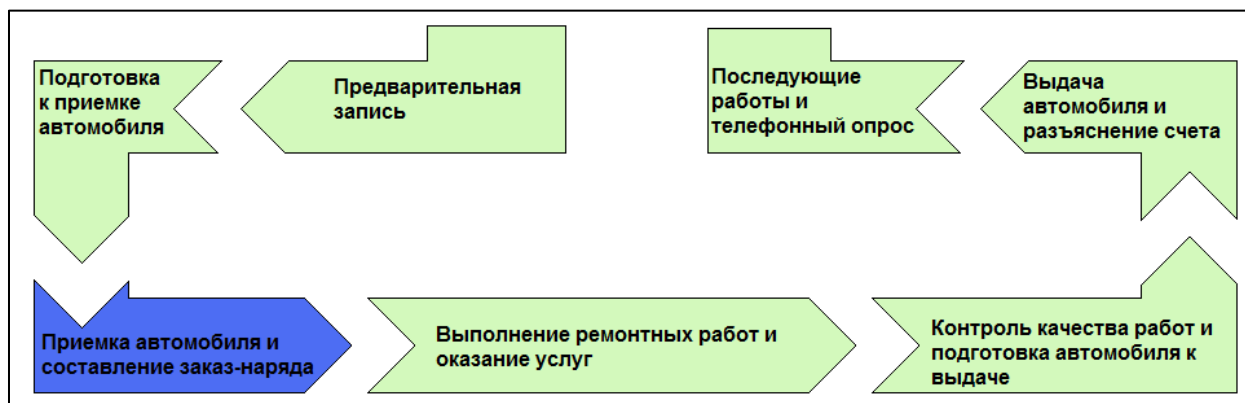 Подготовка
к приемке
автомобиля
Предварительная
запись
Последующие
работы и
телефонный опрос
Выдача
автомобиля и
разъяснение счета
Приемка автомобиля и
составление заказ-наряда
Выполнение ремонтных работ и
оказание услуг
Контроль качества работ и
подготовка автомобиля к
выдаче